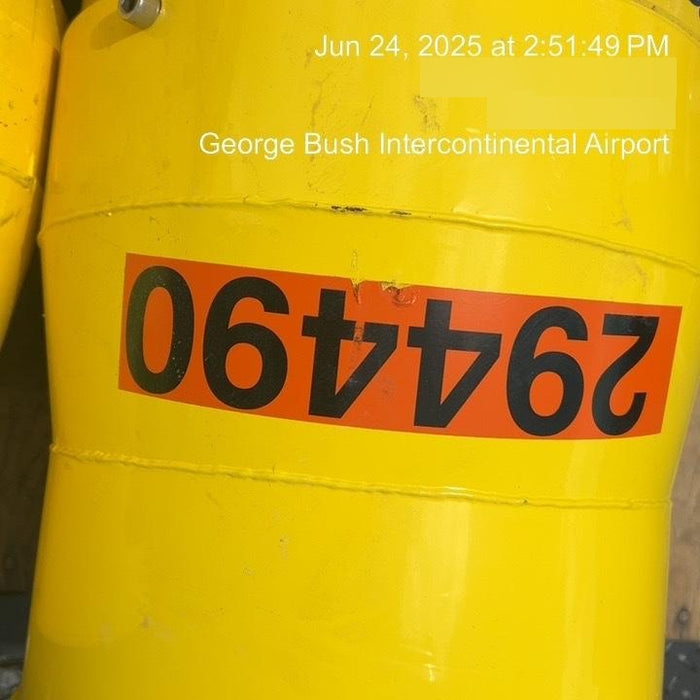 Jun 24, 2025 at 2:51:49 PM
George Bush Intercontinental Airport
294490